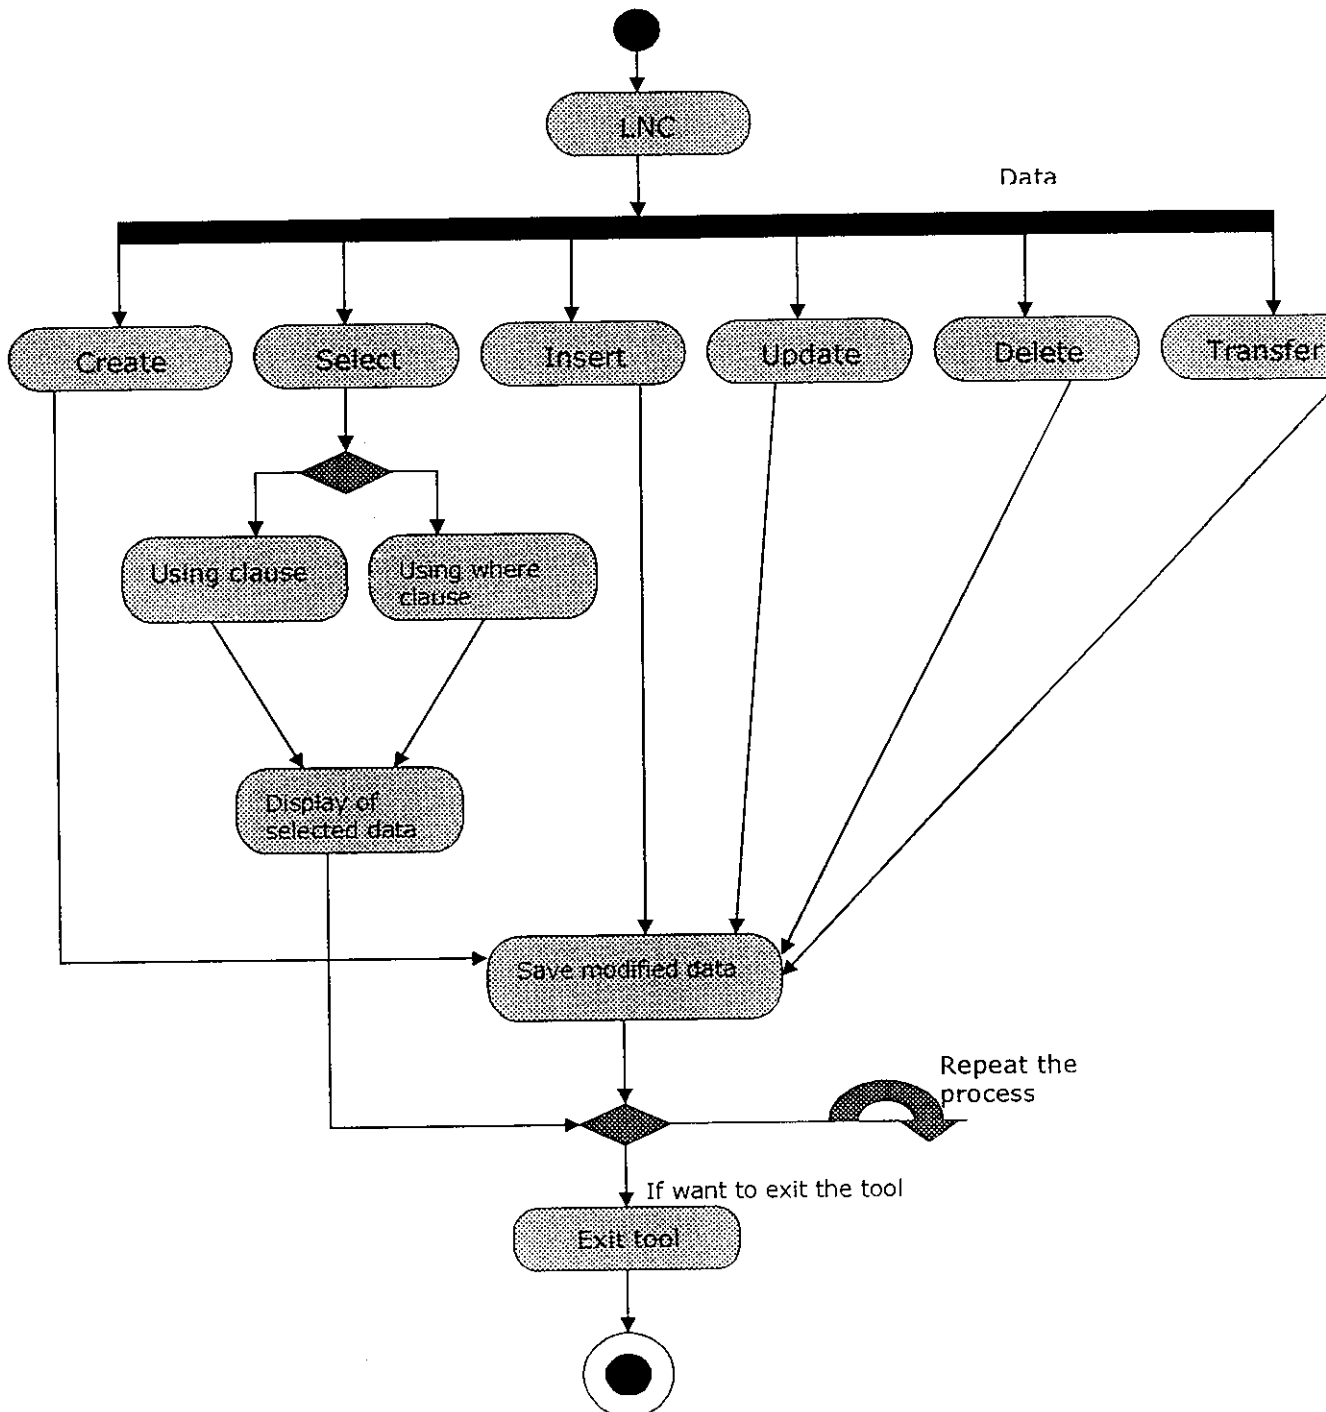 LNC
Data
Create
Select
Insert
Update
Delete
Transfer
Using clause
Using where
clause
Display of
selected data
Save modified data
Repeat the
process
If want to exit the tool
Exit tool